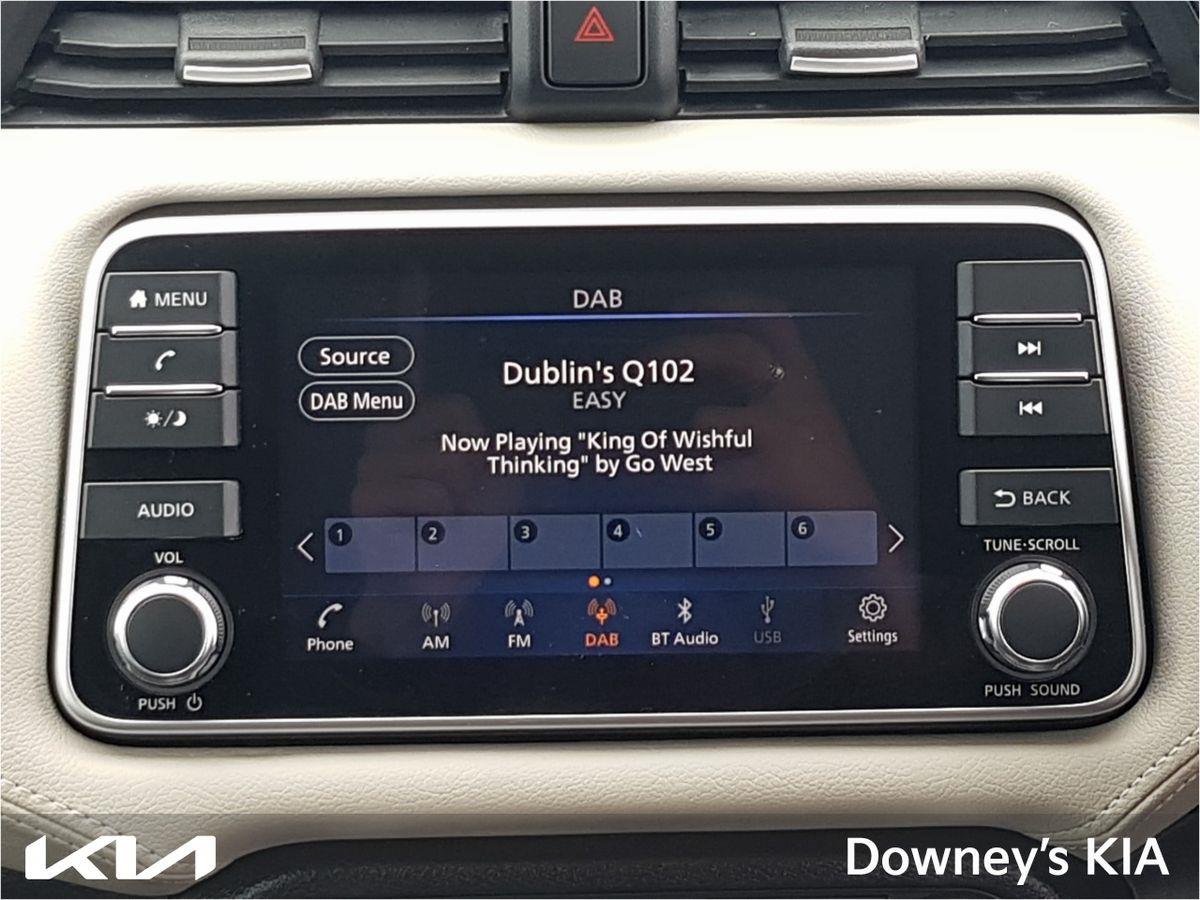 MENU
AUDIO
VOL
PUSH
DAB
Source
DAB Menu
Dublin's Q102
EASY
Now Playing "King Of Wishful
Thinking" by Go West
1 2 3 4 5 6
Phone AM FM DAB BT Audio USB Settings
BACK
TUNE·SCROLL
PUSH SOUND
KIA
Downey's KIA